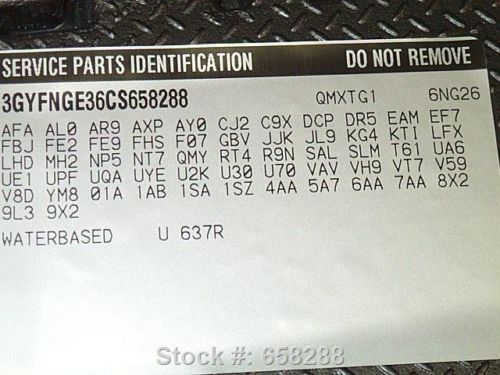 SERVICE PARTS IDENTIFICATION DO NOT REMOVE
3GYFNGE36CS658288 QMXTG1 6NG26
AFA AL0 AR9 AXP AY0 CJ2 C9X DCP DR5 EAM EF7
FBJ FE2 FE9 FHS F07 GBV JJK JL9 KG4 KTI LFX
LHD MH2 NP5 NT7 QMY RT4 R9N SAL SLM T61 UA6
UE1 UPF UQA UYE U2K U30 U70 VAV VH9 VT7 V59
V8D YM8 01A 1AB 1SA 1SZ 4AA 5A7 6AA 7AA 8X2
9L3 9X2
WATERBASED U 637R
Stock #: 658288